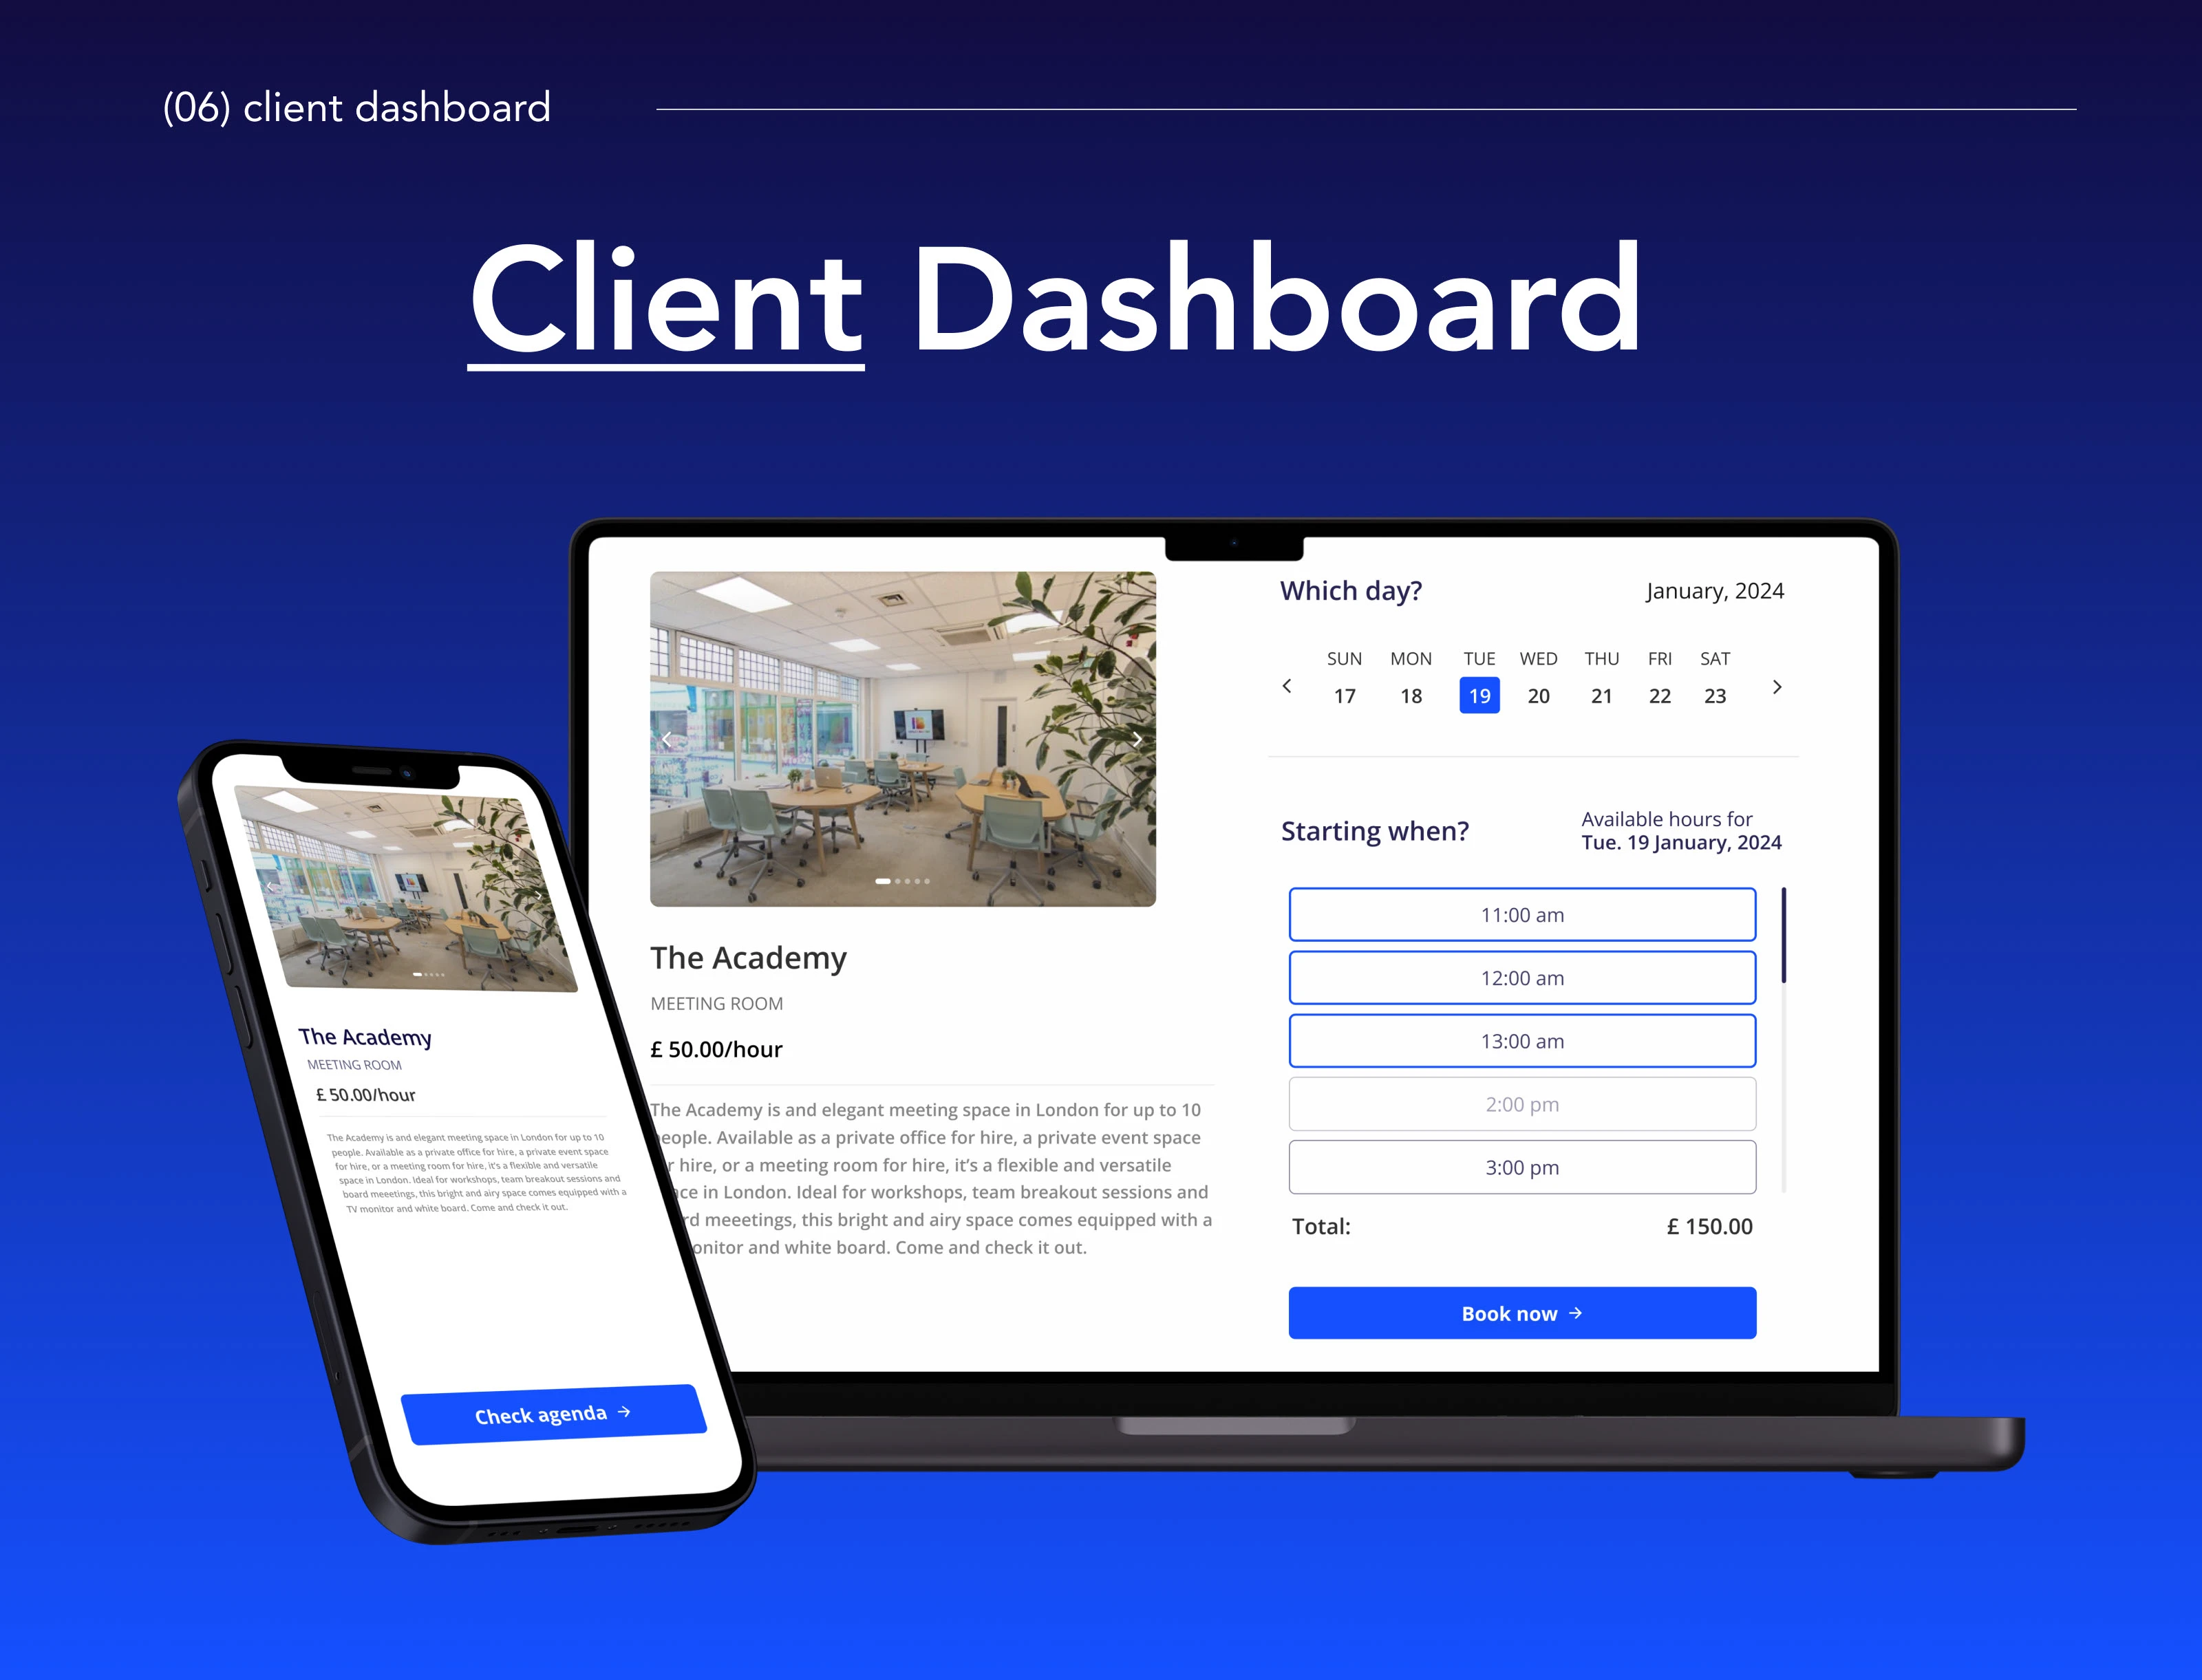 (06) client dashboard
Client Dashboard
The Academy
MEETING ROOM
£ 50.00/hour
The Academy is and elegant meeting space in London for up to 10
people. Available as a private office for hire, a private event space
for hire, or a meeting room for hire, it's a flexible and versatile
space in London. Ideal for workshops, team breakout sessions and
board meeetings, this bright and airy space comes equipped with a
TV monitor and white board. Come and check it out.
Check agenda →
The Academy
MEETING ROOM
£ 50.00/hour
The Academy is and elegant meeting space in London for up to 10
eople. Available as a private office for hire, a private event space
r hire, or a meeting room for hire, it's a flexible and versatile
ce in London. Ideal for workshops, team breakout sessions and
rd meeetings, this bright and airy space comes equipped with a
onitor and white board. Come and check it out.
Which day?
January, 2024
SUN MON TUE WED THU FRI SAT
17 18 19 20 21 22 23
Starting when?
Available hours for
Tue. 19 January, 2024
11:00 am
12:00 am
13:00 am
2:00 pm
3:00 pm
Total: £ 150.00
Book now →